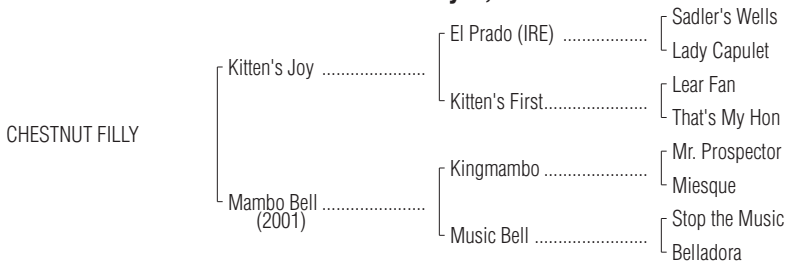 Sadler's Wells
El Prado (IRE) ..................
Lady Capulet
Kitten's Joy ......................
Lear Fan
Kitten's First......................
That's My Hon
CHESTNUT FILLY
Mr. Prospector
Kingmambo ......................
Miesque
Mambo Bell ......................
(2001)
Stop the Music
Music Bell ........................
Belladora